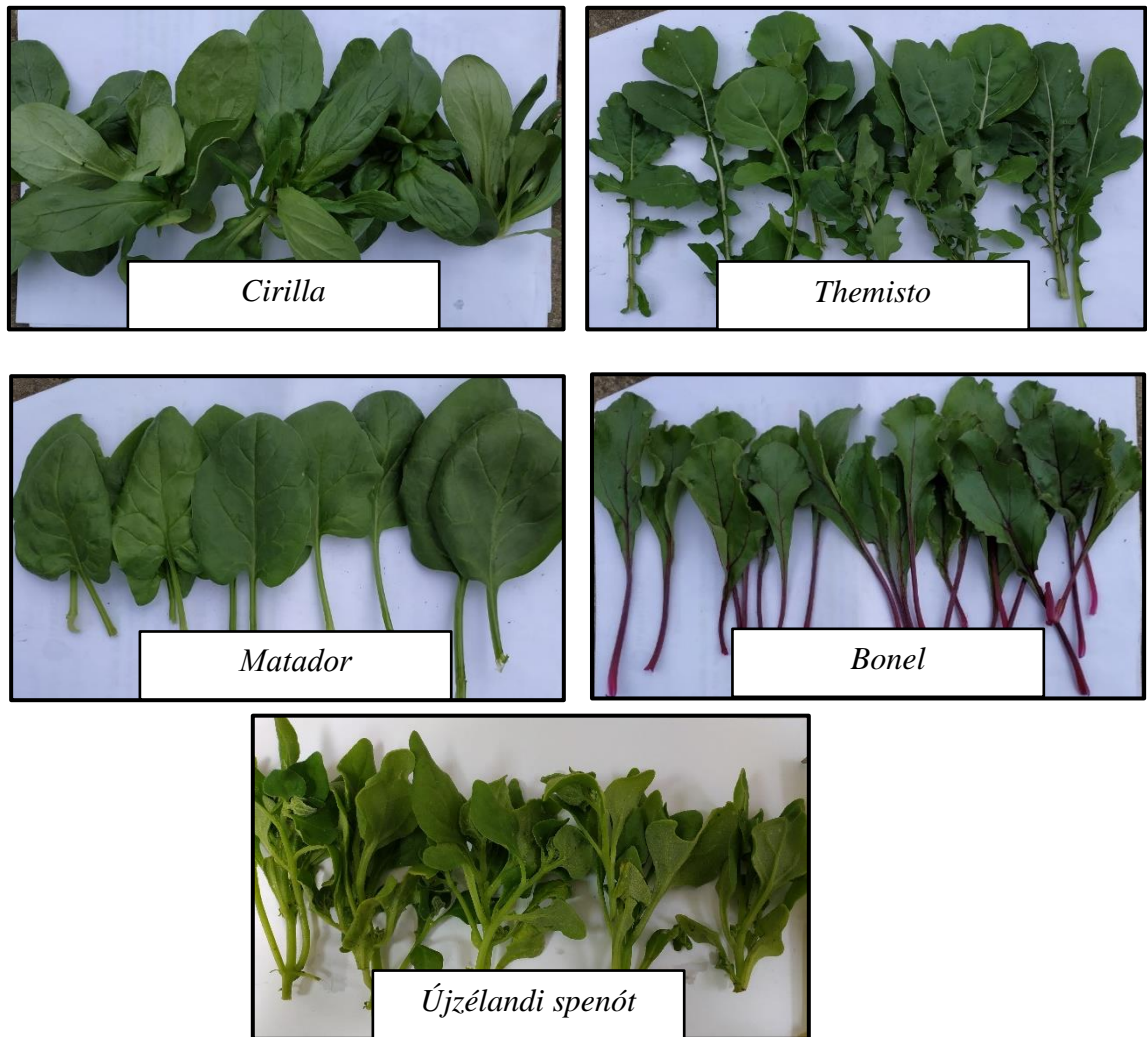 Cirilla
Themisto
Matador
Bonel
Újzélandi spenót